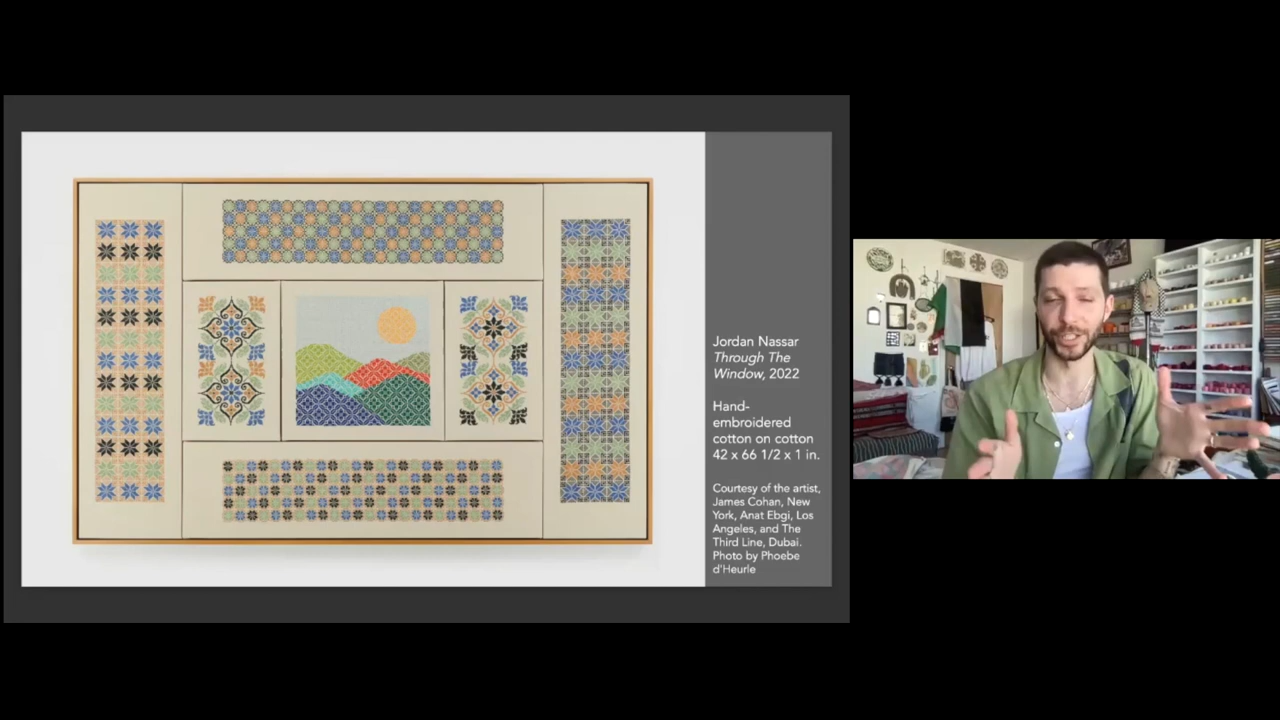 Jordan Nassar
Through The
Window, 2022
Hand-
embroidered
cotton on cotton
42 x 66 1/2 x 1 in.
Courtesy of the artist,
James Cohan, New
York, Anat Ebgi, Los
Angeles, and The
Third Line, Dubai.
Photo by Phoebe
d'Heurle